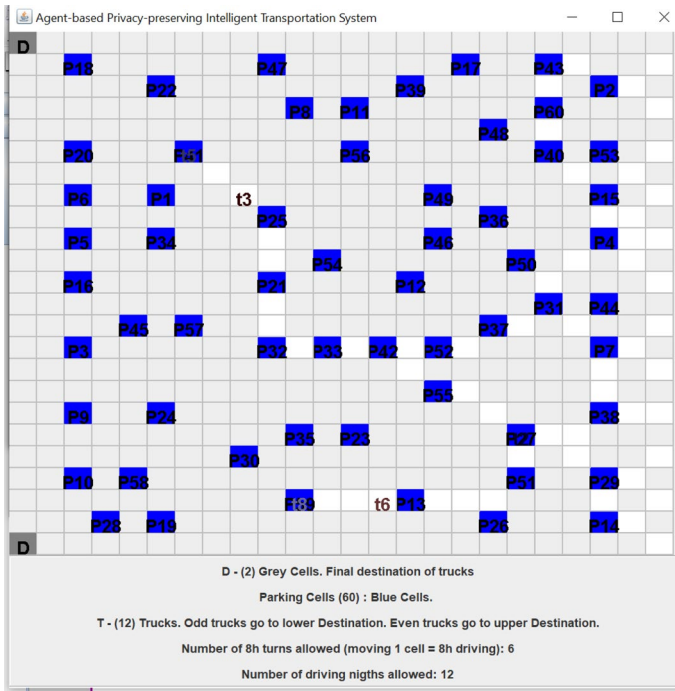 Agent-based Privacy-preserving Intelligent Transportation System
D
P18 P47 P17 P43
P22 P39 P2
P8 P11 P60
P48
P20 P56 P40 P53
P6 P1 t3 P49 P15
P25 P36
P5 P34 P46 P4
P54 P50
P16 P21 P12
P31 P44
P45 P57 P37
P3 P32 P33 P42 P52 P7
P55
P9 P24 P38
P35 P23
P30
P10 P58 P51 P29
t8 t6 P13
P28 P19 P26 P14
D
D - (2) Grey Cells. Final destination of trucks
Parking Cells (60) : Blue Cells.
T - (12) Trucks. Odd trucks go to lower Destination. Even trucks go to upper Destination.
Number of 8h turns allowed (moving 1 cell = 8h driving): 6
Number of driving nigths allowed: 12